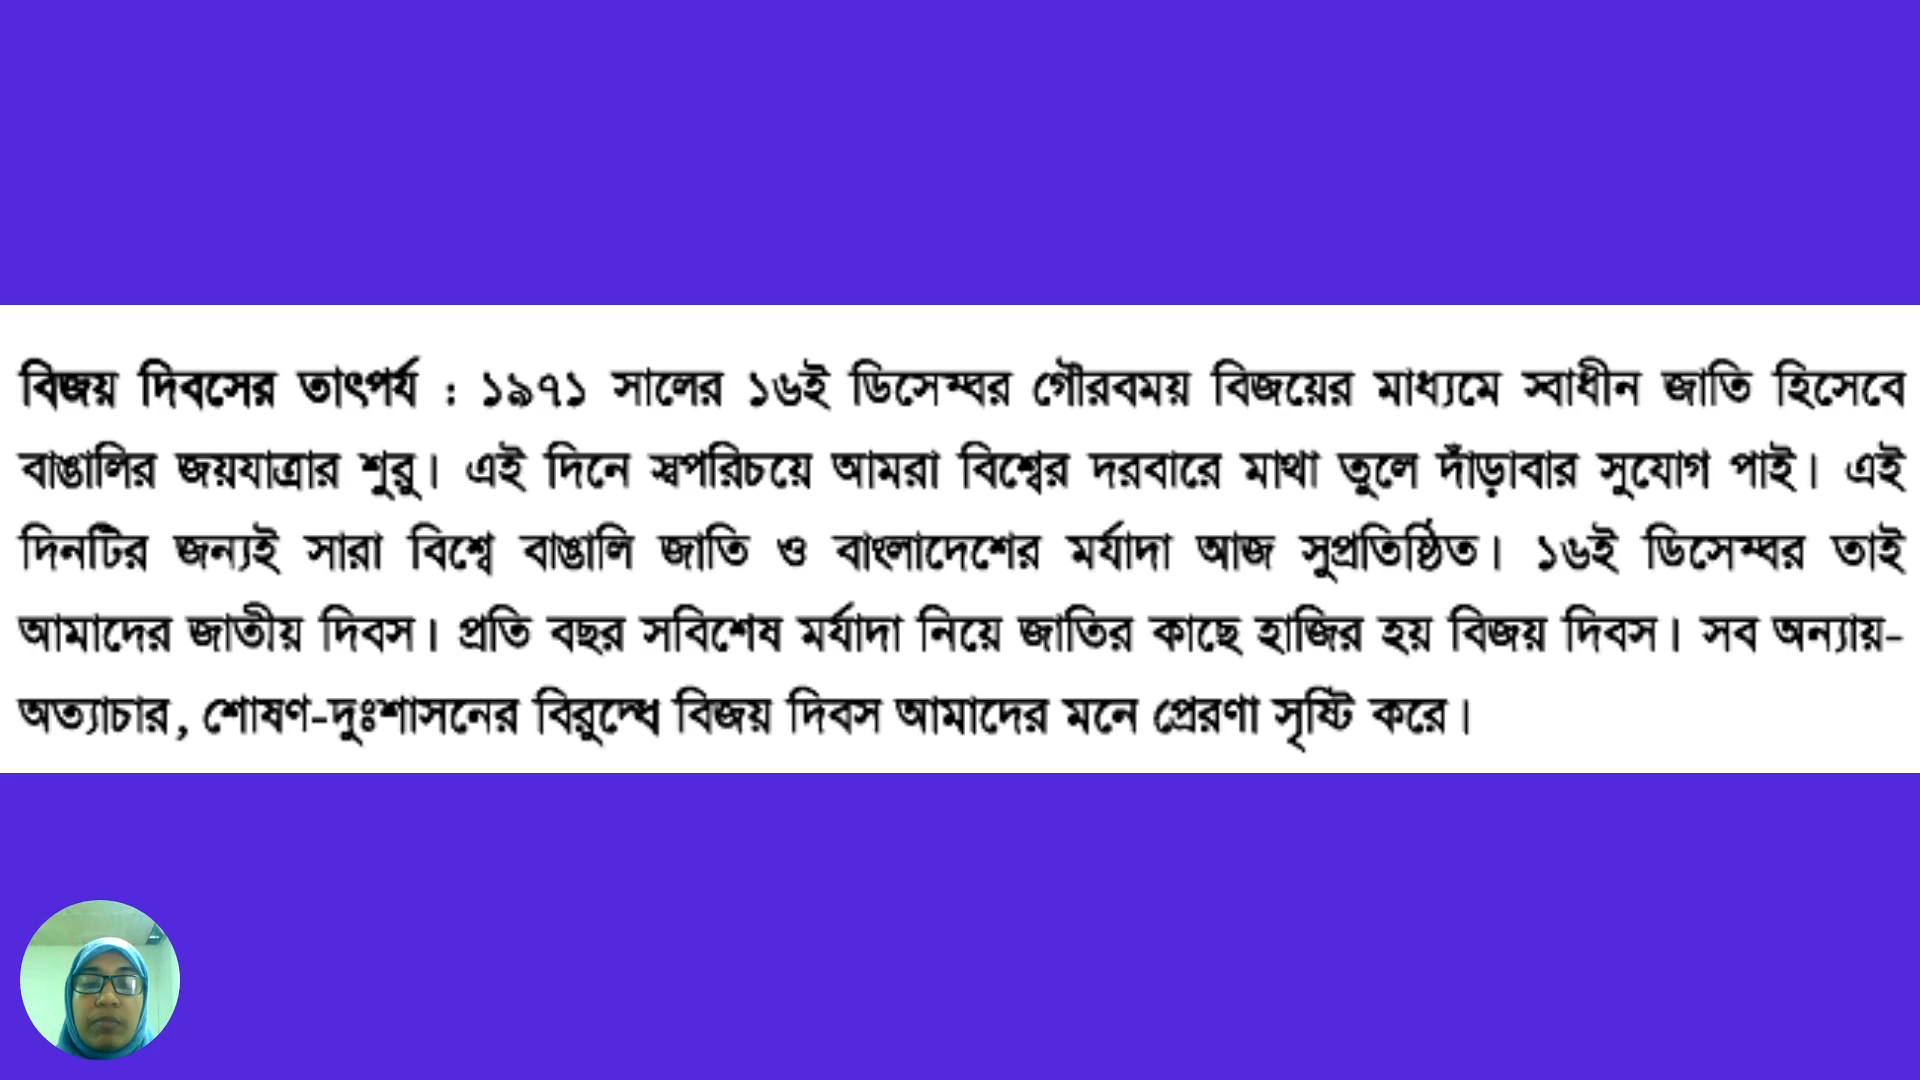 বিজয় দিবসের তাৎপর্য : ১৯৭১ সালের ১৬ই ডিসেম্বর গৌরবময় বিজয়ের মাধ্যমে স্বাধীন জাতি হিসেবে
বাঙালির জয়যাত্রার শুরু। এই দিনে স্বপরিচয়ে আমরা বিশ্বের দরবারে মাথা তুলে দাঁড়াবার সুযোগ পাই। এই
দিনটির জন্যই সারা বিশ্বে বাঙালি জাতি ও বাংলাদেশের মর্যাদা আজ সুপ্রতিষ্ঠিত। ১৬ই ডিসেম্বর তাই
আমাদের জাতীয় দিবস। প্রতি বছর সবিশেষ মর্যাদা নিয়ে জাতির কাছে হাজির হয় বিজয় দিবস। সব অন্যায়-
অত্যাচার, শোষণ-দুঃশাসনের বিরুদ্ধে বিজয় দিবস আমাদের মনে প্রেরণা সৃষ্টি করে।